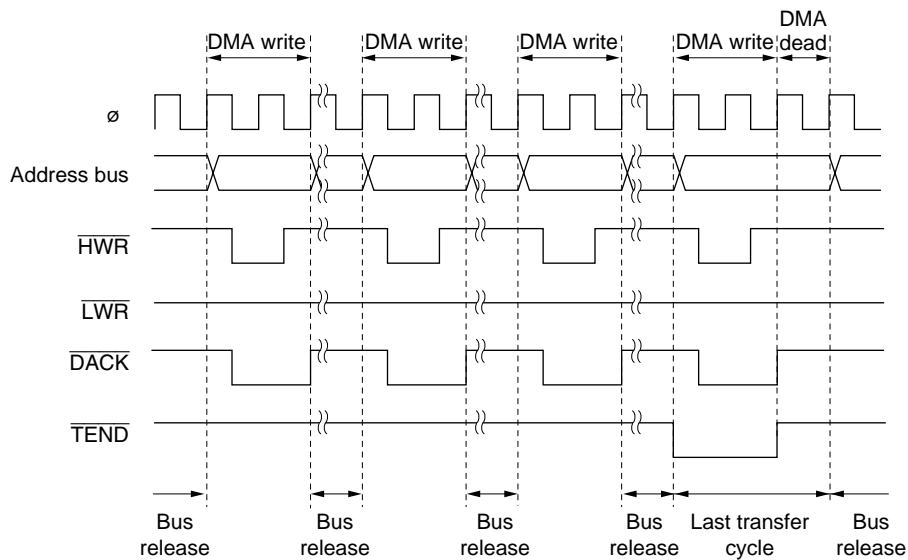 DMA
DMA write DMA write DMA write DMA write dead
ø
Address bus
HWR
LWR
DACK
TEND
Bus Bus Bus Bus Last transfer Bus
release release release release cycle release